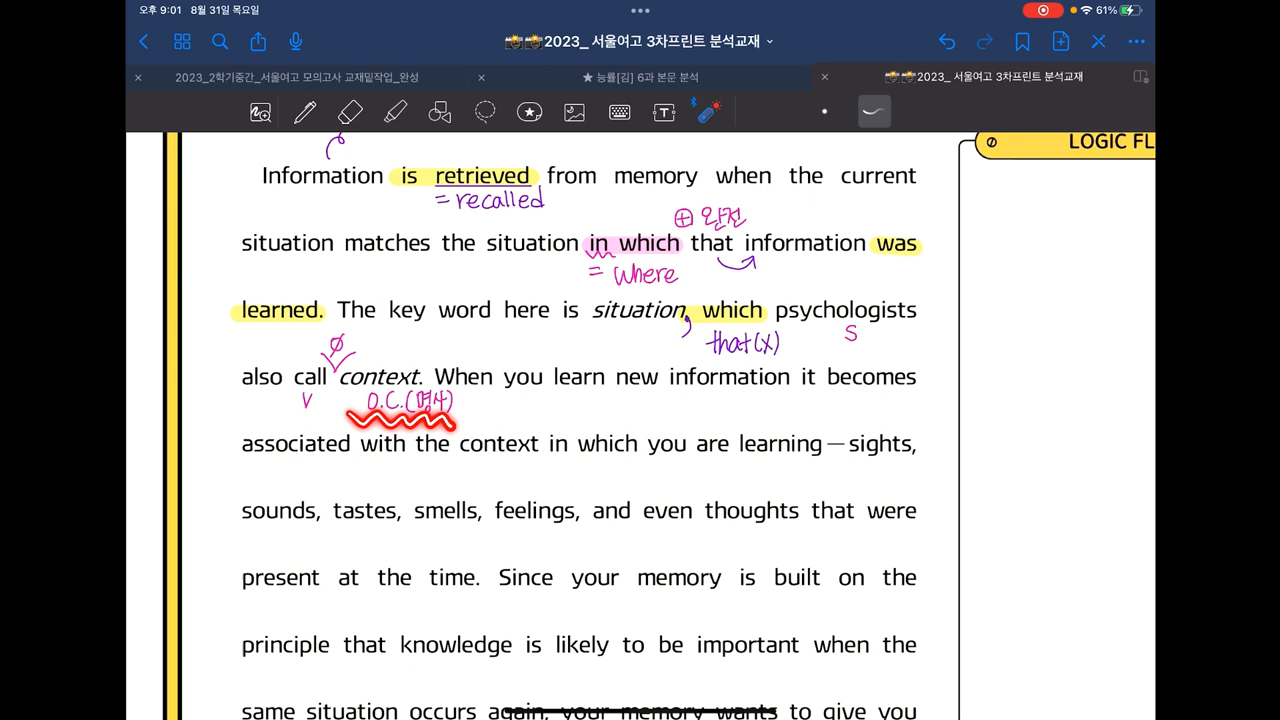 오후 9:01 8월 31일 목요일
61%
2023_ 서울여고 3차프린트 분석교재
2023_2학기중간_서울여고 모의고사 교재밑작업_완성
★ 능률[김] 6과 본문 분석
2023_ 서울여고 3차프린트 분석교재
LOGIC FL
Information is retrieved from memory when the current
= recalled
⊕ 완전
situation matches the situation in which that information was
= where
learned. The key word here is situation, which psychologists
that(X)
S
Ø
also call context. When you learn new information it becomes
V
O.C.(명사)
associated with the context in which you are learning—sights,
sounds, tastes, smells, feelings, and even thoughts that were
present at the time. Since your memory is built on the
principle that knowledge is likely to be important when the
same situation occurs again, your memory wants to give you